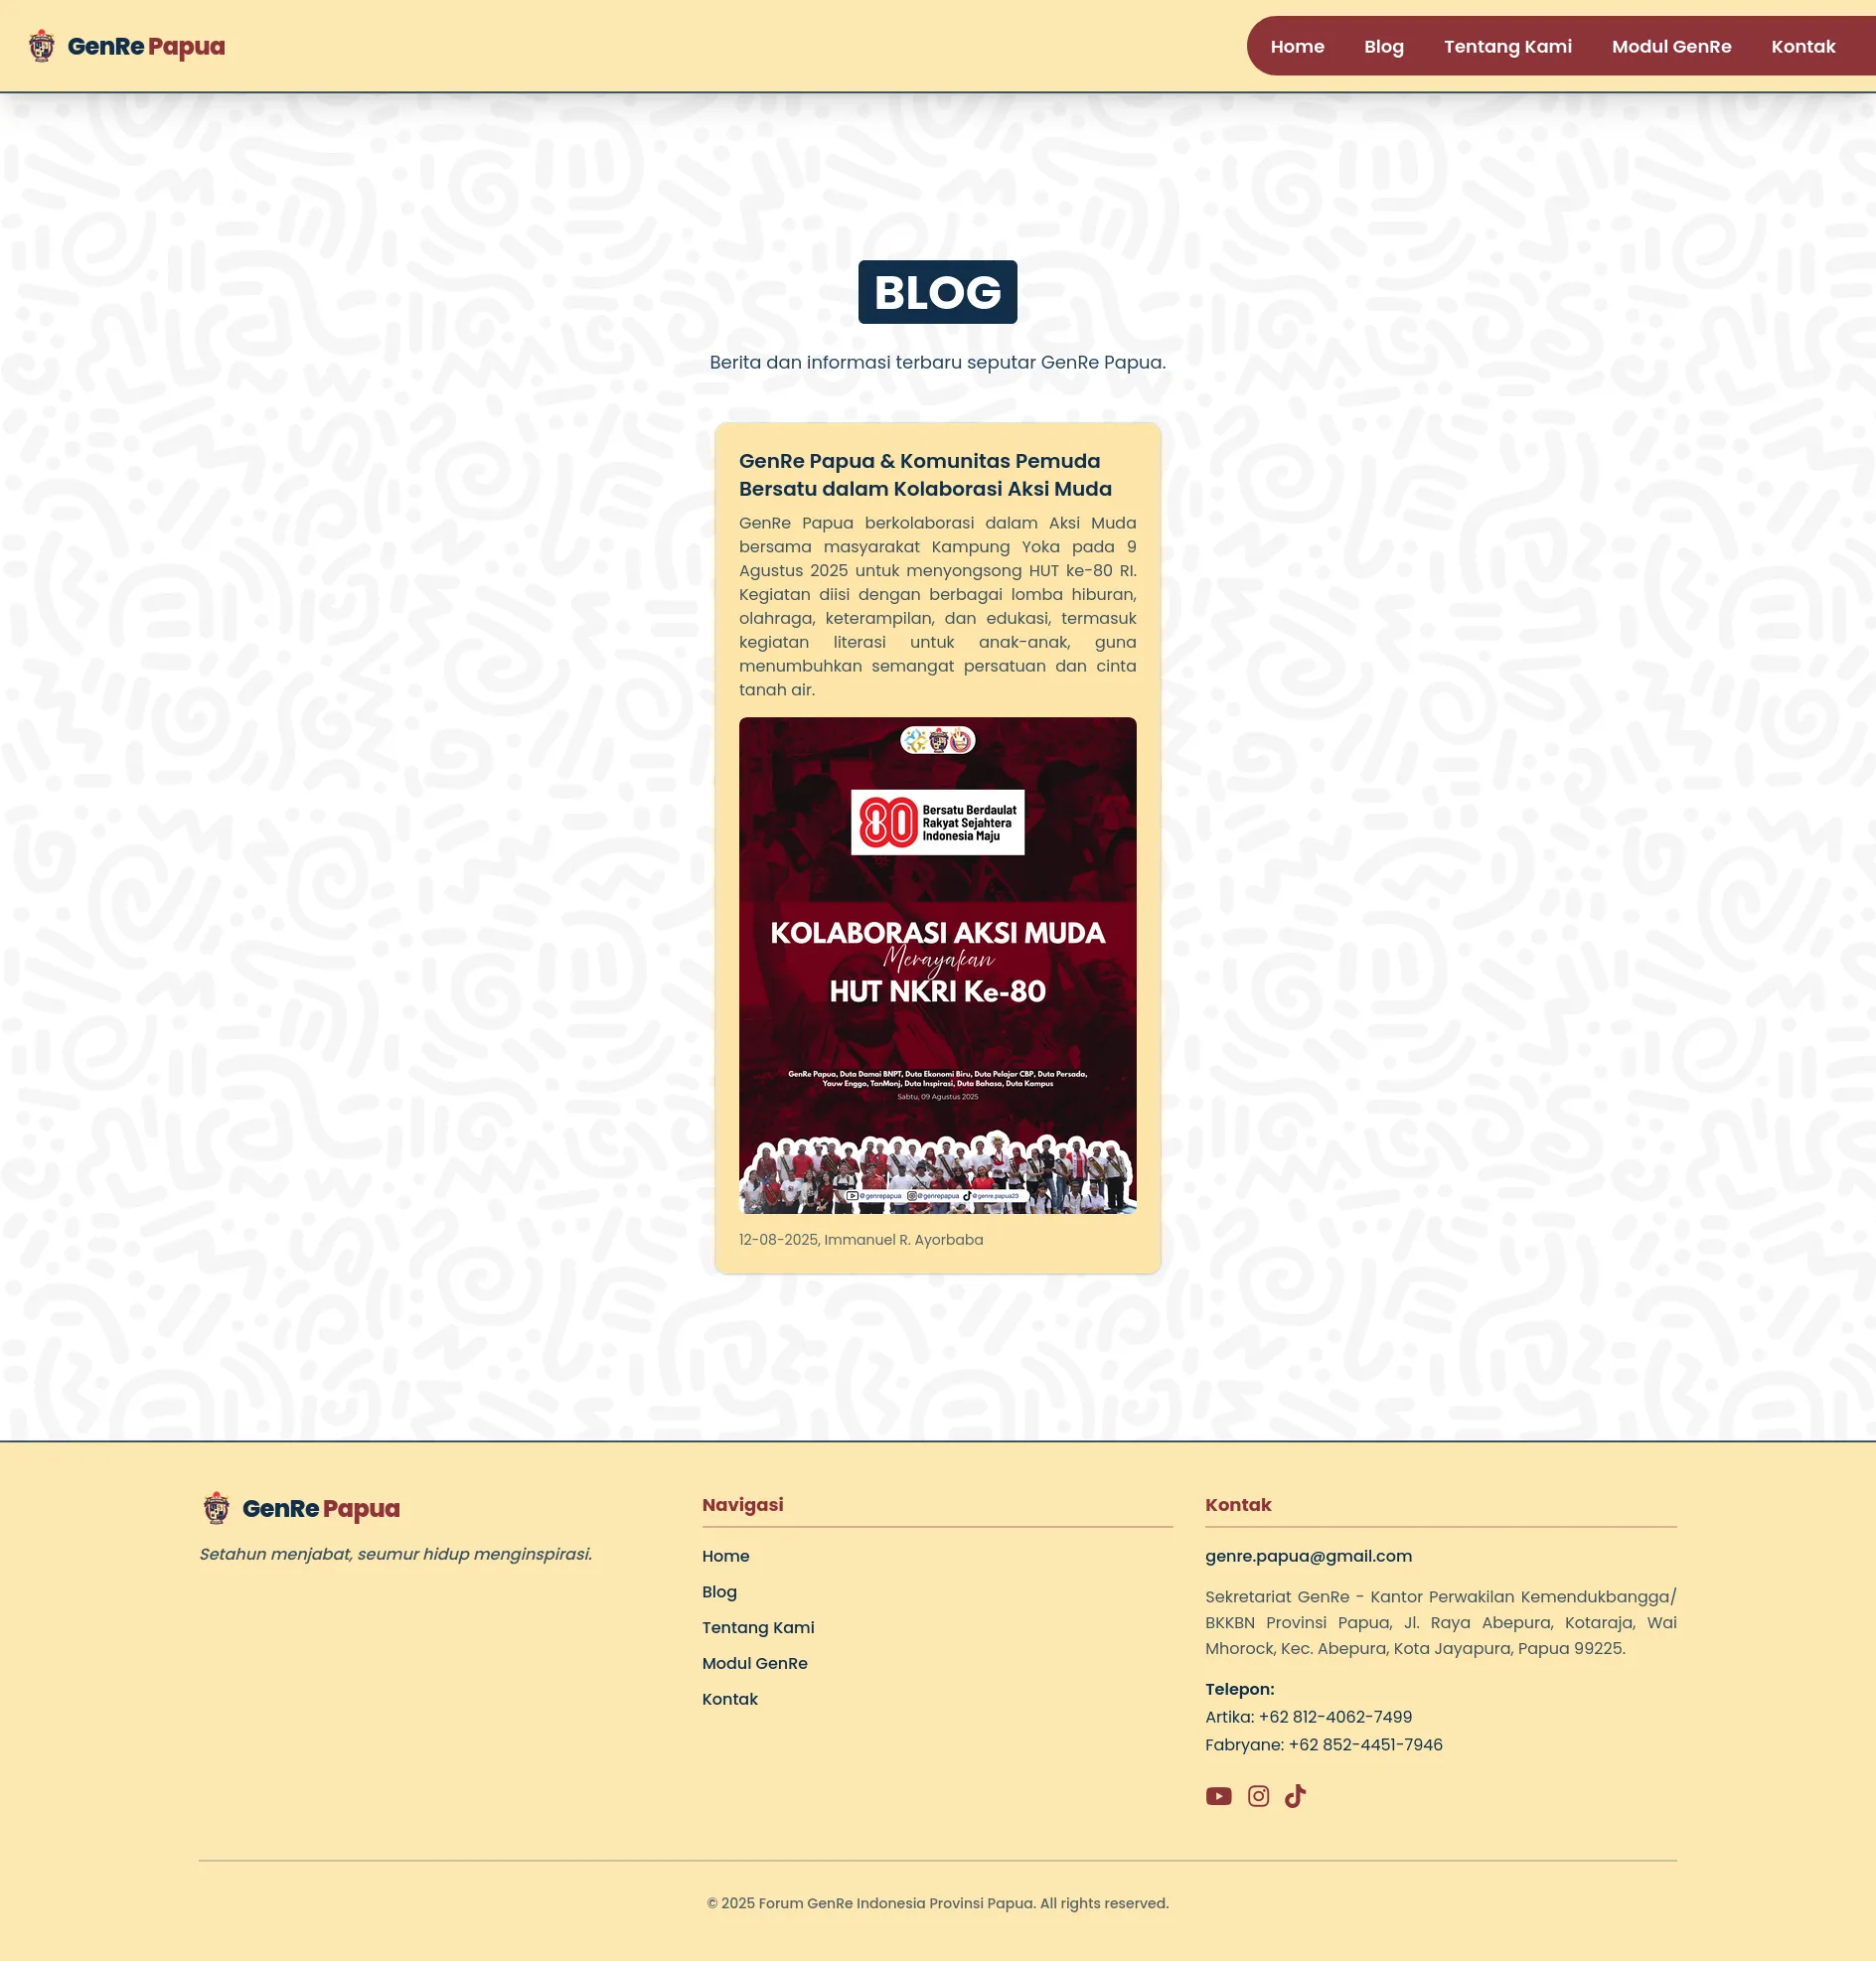 GenRe Papua
Home
Blog
Tentang Kami
Modul GenRe
Kontak
BLOG
Berita dan informasi terbaru seputar GenRe Papua.
GenRe Papua & Komunitas Pemuda
Bersatu dalam Kolaborasi Aksi Muda
GenRe Papua berkolaborasi dalam Aksi Muda
bersama masyarakat Kampung Yoka pada 9
Agustus 2025 untuk menyongsong HUT ke-80 RI.
Kegiatan diisi dengan berbagai lomba hiburan,
olahraga, keterampilan, dan edukasi, termasuk
kegiatan literasi untuk anak-anak, guna
menumbuhkan semangat persatuan dan cinta
tanah air.
80
Bersatu Berdaulat
Rakyat Sejahtera
Indonesia Maju
KOLABORASI AKSI MUDA
Merayakan
HUT NKRI Ke-80
GenRe Papua, Duta Damai BNPT, Duta Ekonomi Biru, Duta Pelajar CBP, Duta Persada,
Yauw Enggo, TanMonj, Duta Inspirasi, Duta Bahasa, Duta Kampus
Sabtu, 09 Agustus 2025
@genrepapua @genrepapua @genre.papua23
12-08-2025, Immanuel R. Ayorbaba
GenRe Papua
Setahun menjabat, seumur hidup menginspirasi.
Navigasi
Home
Blog
Tentang Kami
Modul GenRe
Kontak
Kontak
genre.papua@gmail.com
Sekretariat GenRe - Kantor Perwakilan Kemendukbangga/
BKKBN Provinsi Papua, Jl. Raya Abepura, Kotaraja, Wai
Mhorock, Kec. Abepura, Kota Jayapura, Papua 99225.
Telepon:
Artika: +62 812-4062-7499
Fabryane: +62 852-4451-7946
© 2025 Forum GenRe Indonesia Provinsi Papua. All rights reserved.